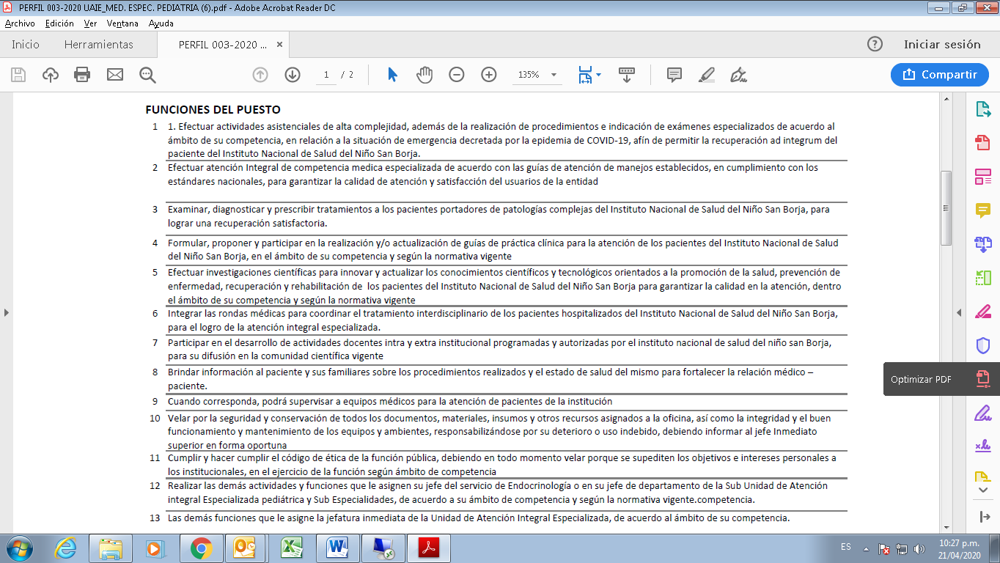 PERFIL 003-2020 UAIE_MED. ESPEC. PEDIATRIA (6).pdf - Adobe Acrobat Reader DC
Archivo Edición Ver Ventana Ayuda
Inicio Herramientas PERFIL 003-2020 ... × ? Iniciar sesión
1 / 2 135% Compartir
FUNCIONES DEL PUESTO
1 1. Efectuar actividades asistenciales de alta complejidad, además de la realización de procedimientos e indicación de exámenes especializados de acuerdo al
ámbito de su competencia, en relación a la situación de emergencia decretada por la epidemia de COVID-19, afín de permitir la recuperación ad integrum del
paciente del Instituto Nacional de Salud del Niño San Borja.
2 Efectuar atención Integral de competencia medica especializada de acuerdo con las guías de atención de manejos establecidos, en cumplimiento con los
estándares nacionales, para garantizar la calidad de atención y satisfacción del usuarios de la entidad
3 Examinar, diagnosticar y prescribir tratamientos a los pacientes portadores de patologías complejas del Instituto Nacional de Salud del Niño San Borja, para
lograr una recuperación satisfactoria.
4 Formular, proponer y participar en la realización y/o actualización de guías de práctica clínica para la atención de los pacientes del Instituto Nacional de Salud
del Niño San Borja, en el ámbito de su competencia y según la normativa vigente
5 Efectuar investigaciones científicas para innovar y actualizar los conocimientos científicos y tecnológicos orientados a la promoción de la salud, prevención de
enfermedad, recuperación y rehabilitación de los pacientes del Instituto Nacional de Salud del Niño San Borja para garantizar la calidad en la atención, dentro
el ámbito de su competencia y según la normativa vigente
6 Integrar las rondas médicas para coordinar el tratamiento interdisciplinario de los pacientes hospitalizados del Instituto Nacional de Salud del Niño San Borja,
para el logro de la atención integral especializada.
7 Participar en el desarrollo de actividades docentes intra y extra institucional programadas y autorizadas por el instituto nacional de salud del niño san Borja,
para su difusión en la comunidad científica vigente
8 Brindar información al paciente y sus familiares sobre los procedimientos realizados y el estado de salud del mismo para fortalecer la relación médico –
paciente.
Optimizar PDF
9 Cuando corresponda, podrá supervisar a equipos médicos para la atención de pacientes de la institución
10 Velar por la seguridad y conservación de todos los documentos, materiales, insumos y otros recursos asignados a la oficina, así como la integridad y el buen
funcionamiento y mantenimiento de los equipos y ambientes, responsabilizándose por su deterioro o uso indebido, debiendo informar al jefe Inmediato
superior en forma oportuna
11 Cumplir y hacer cumplir el código de ética de la función pública, debiendo en todo momento velar porque se supediten los objetivos e intereses personales a
los institucionales, en el ejercicio de la función según ámbito de competencia
12 Realizar las demás actividades y funciones que le asignen su jefe del servicio de Endocrinología o en su jefe de departamento de la Sub Unidad de Atención
integral Especializada pediátrica y Sub Especialidades, de acuerdo a su ámbito de competencia y según la normativa vigente.competencia.
13 Las demás funciones que le asigne la jefatura inmediata de la Unidad de Atención Integral Especializada, de acuerdo al ámbito de su competencia.
ES 10:27 p.m.
21/04/2020